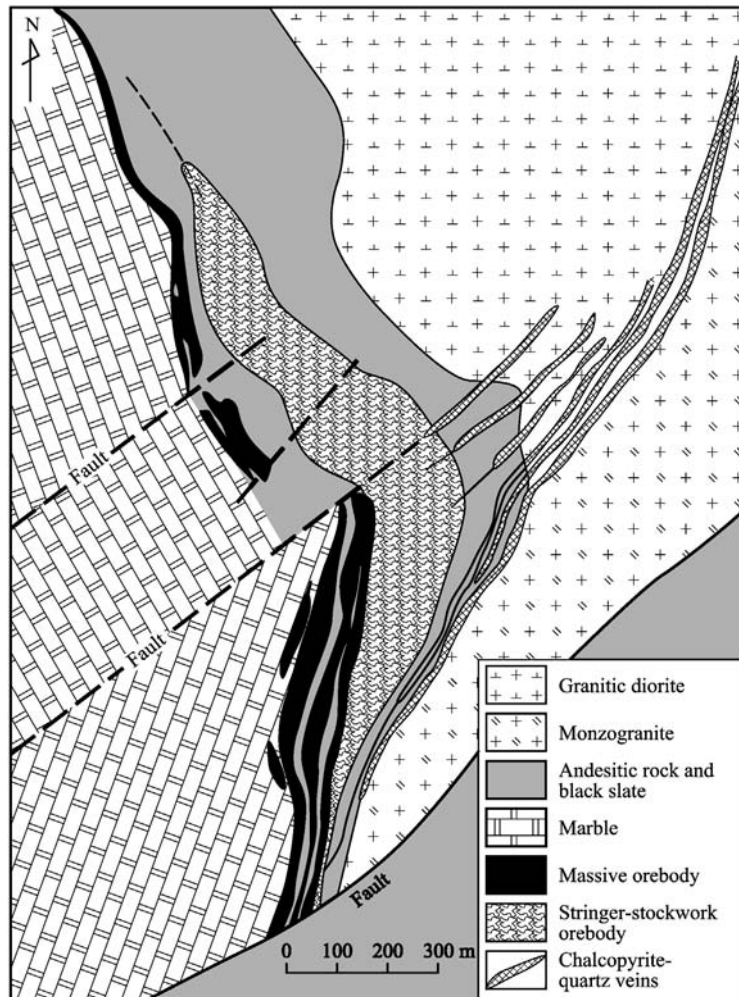 N
Fault
Fault
Fault
0 100 200 300 m
Granitic diorite
Monzogranite
Andesitic rock and
black slate
Marble
Massive orebody
Stringer-stockwork
orebody
Chalcopyrite-
quartz veins